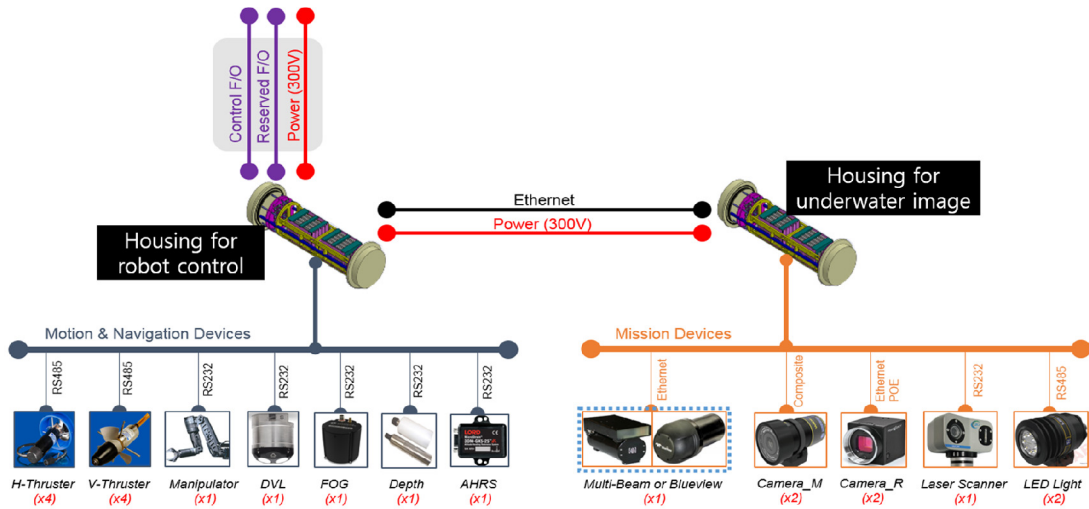 Control F/O
Reserved F/O
Power (300V)
Ethernet
Power (300V)
Housing for
robot control
Housing for
underwater image
Motion & Navigation Devices
Mission Devices
RS485
RS485
RS232
RS232
RS232
RS232
RS232
Ethernet
Composite
Ethernet
POE
RS232
RS485
LORD
H-Thruster
(x4)
V-Thruster
(x4)
Manipulator
(x1)
DVL
(x1)
FOG
(x1)
Depth
(x1)
AHRS
(x1)
Multi-Beam or Blueview
(x1)
Camera_M
(x2)
Camera_R
(x2)
Laser Scanner
(x1)
LED Light
(x2)